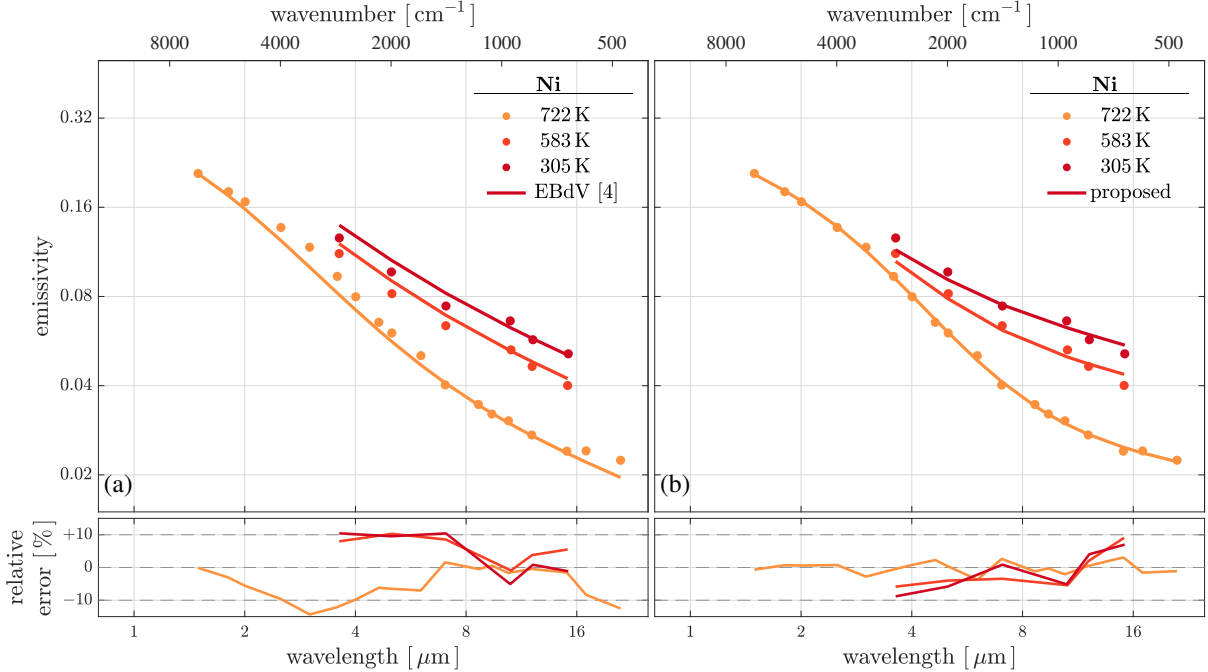 wavenumber [cm⁻¹]
wavenumber [cm⁻¹]
8000 4000 2000 1000 500
8000 4000 2000 1000 500
emissivity
0.32
0.16
0.08
0.04
0.02
Ni
722 K
583 K
305 K
EBdV [4]
(a)
Ni
722 K
583 K
305 K
proposed
(b)
relative
error [%]
+10
0
−10
1 2 4 8 16
1 2 4 8 16
wavelength [μm]
wavelength [μm]